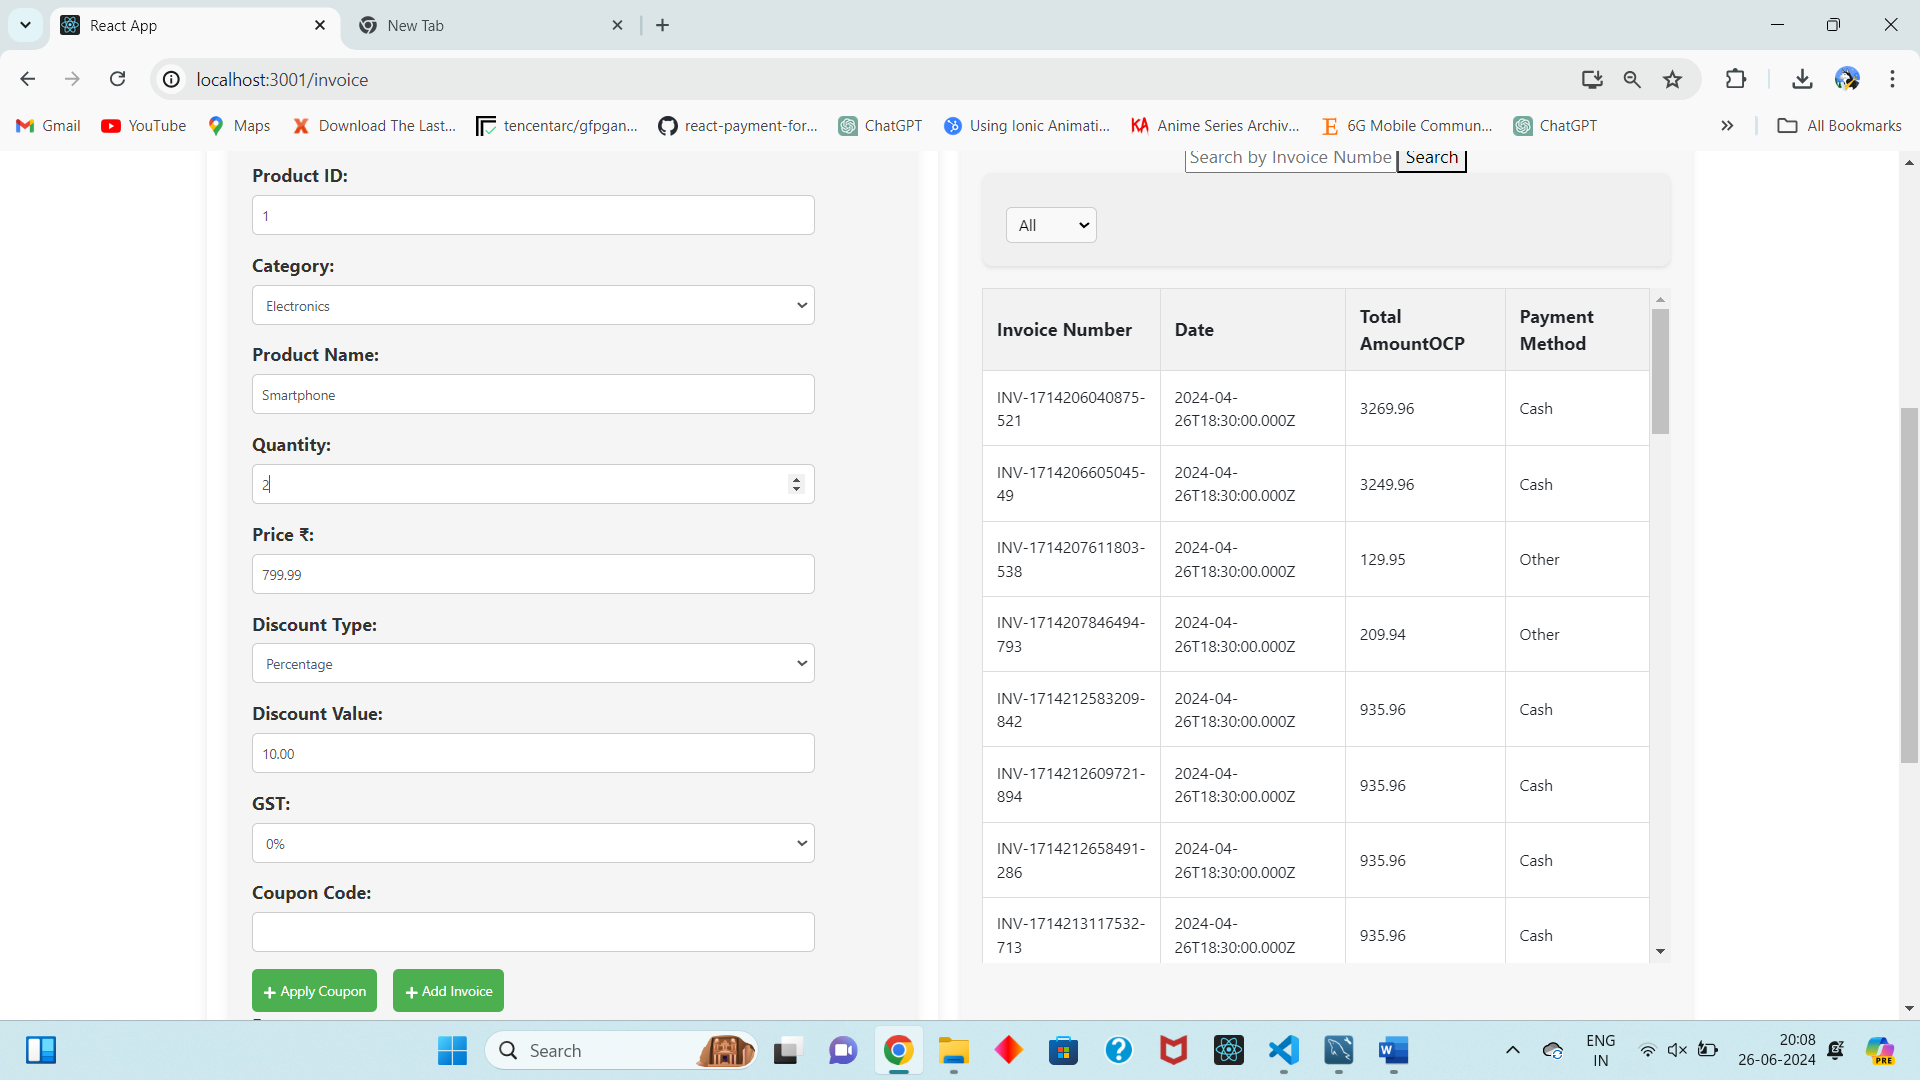 React App
New Tab
localhost:3001/invoice
Gmail
YouTube
Maps
Download The Last...
tencentarc/gfpgan...
react-payment-for...
ChatGPT
Using Ionic Animati...
Anime Series Archiv...
6G Mobile Commun...
ChatGPT
All Bookmarks
Product ID:
1
Category:
Electronics
Product Name:
Smartphone
Quantity:
2
Price ₹:
799.99
Discount Type:
Percentage
Discount Value:
10.00
GST:
0%
Coupon Code:
+ Apply Coupon
+ Add Invoice
Search by Invoice Numbe
Search
All
Invoice Number
Date
Total
AmountOCP
Payment
Method
INV-1714206040875-
521
2024-04-
26T18:30:00.000Z
3269.96
Cash
INV-1714206605045-
49
2024-04-
26T18:30:00.000Z
3249.96
Cash
INV-1714207611803-
538
2024-04-
26T18:30:00.000Z
129.95
Other
INV-1714207846494-
793
2024-04-
26T18:30:00.000Z
209.94
Other
INV-1714212583209-
842
2024-04-
26T18:30:00.000Z
935.96
Cash
INV-1714212609721-
894
2024-04-
26T18:30:00.000Z
935.96
Cash
INV-1714212658491-
286
2024-04-
26T18:30:00.000Z
935.96
Cash
INV-1714213117532-
713
2024-04-
26T18:30:00.000Z
935.96
Cash
Search
ENG
IN
20:08
26-06-2024
PRE